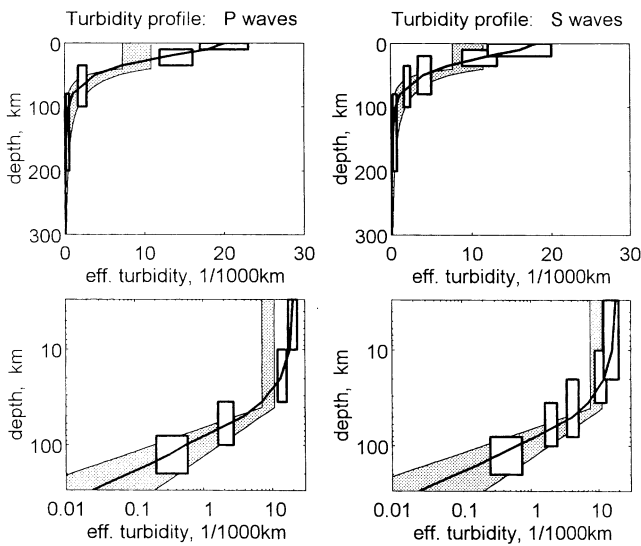 Turbidity profile: P waves
Turbidity profile: S waves
0
100
200
300
depth, km
0 10 20 30
eff. turbidity, 1/1000km
0
100
200
300
depth, km
0 10 20 30
eff. turbidity, 1/1000km
10
100
depth, km
0.01 0.1 1 10
eff. turbidity, 1/1000km
10
100
depth, km
0.01 0.1 1 10
eff. turbidity, 1/1000km